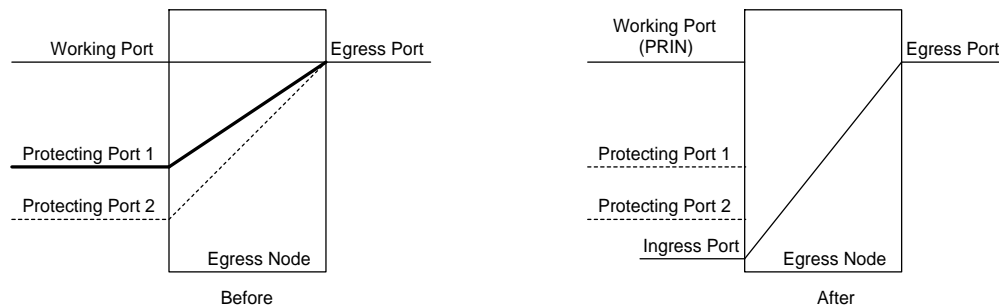 Working Port
Egress Port
Protecting Port 1
Protecting Port 2
Egress Node
Before
Working Port
(PRIN)
Egress Port
Protecting Port 1
Protecting Port 2
Ingress Port
Egress Node
After